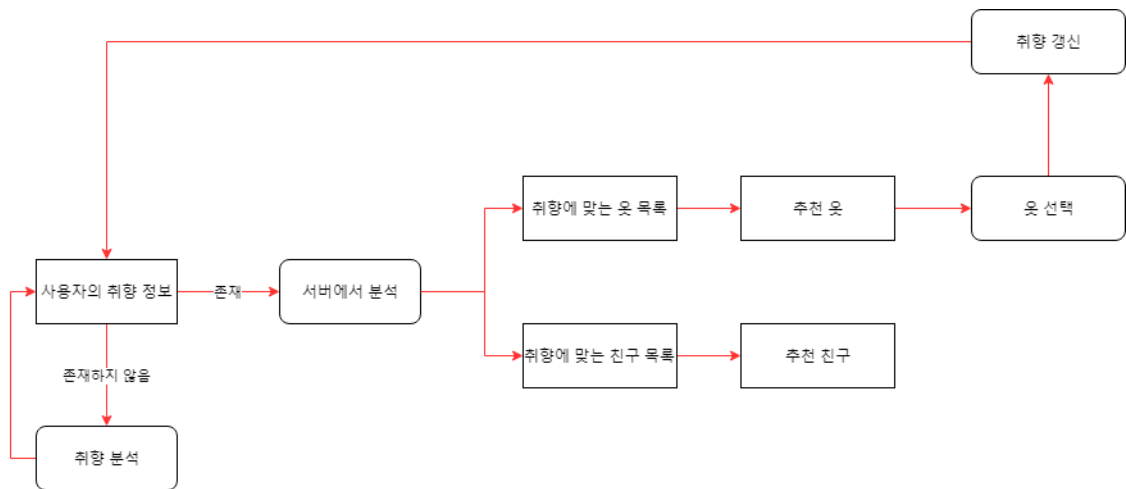 취향 갱신
취향에 맞는 옷 목록
추천 옷
옷 선택
사용자의 취향 정보
존재
서버에서 분석
취향에 맞는 친구 목록
추천 친구
존재하지 않음
취향 분석